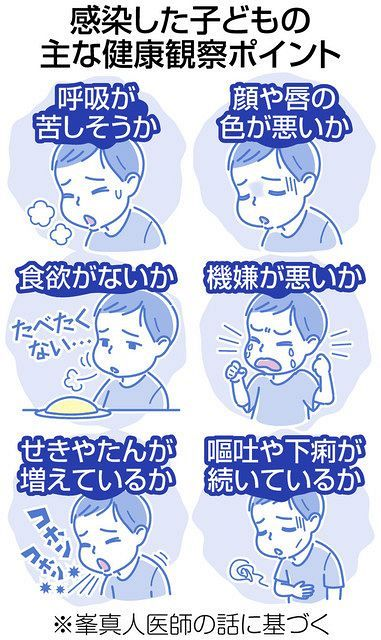 感染した子どもの
主な健康観察ポイント
呼吸が
苦しそうか
顔や唇の
色が悪いか
食欲がないか
たべたく
ない…
機嫌が悪いか
せきやたんが
増えているか
コホン
コホン
嘔吐や下痢が
続いているか
※峯真人医師の話に基づく